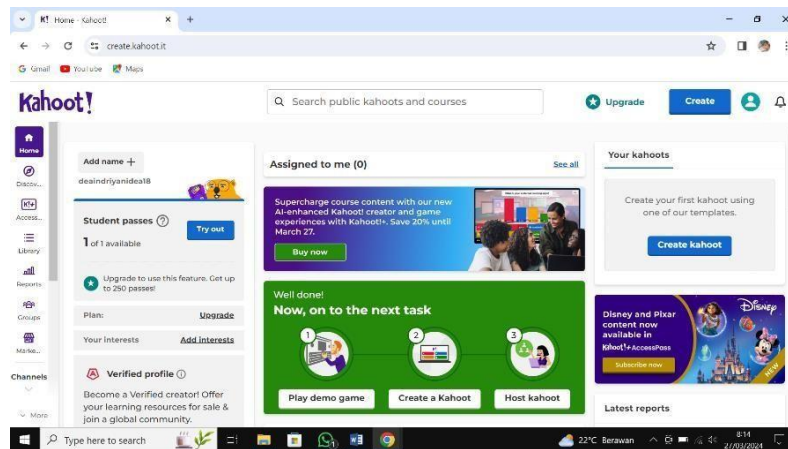 K! Home - Kahoot!
create.kahoot.it
Gmail
YouTube
Maps
Kahoot!
Search public kahoots and courses
Upgrade
Create
Home
Discov...
K!+
Access...
Library
Reports
Groups
Marke...
Channels
More
Add name +
deaindriyanidea18
Student passes
1 of 1 available
Try out
Upgrade to use this feature. Get up
to 250 passes!
Plan:
Upgrade
Your interests
Add interests
Verified profile
Become a Verified creator! Offer
your learning resources for sale &
join a global community.
Assigned to me (0)
See all
Supercharge course content with our new
AI-enhanced Kahoot! creator and game
experiences with Kahoot!+. Save 20% until
March 27.
Buy now
Well done!
Now, on to the next task
1
2
3
Play demo game
Create a Kahoot
Host kahoot
Your kahoots
Create your first kahoot using
one of our templates.
Create kahoot
Disney and Pixar
content now
available in
Kahoot!+ AccessPass
Subscribe now
Disney
NEW
Latest reports
Type here to search
22°C Berawan
8:14
27/03/2024